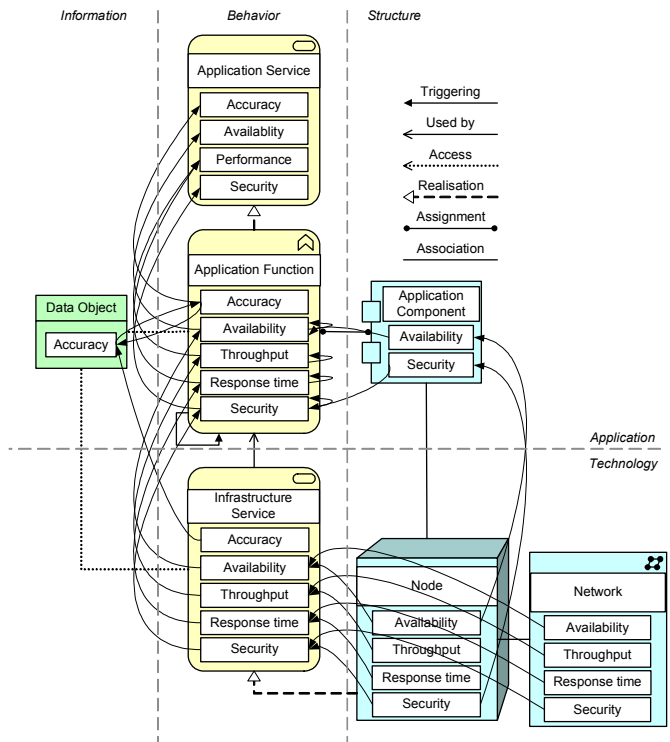 Information
Behavior
Structure
Application Service
Accuracy
Availablity
Performance
Security
Triggering
Used by
Access
Realisation
Assignment
Association
Application Function
Accuracy
Availability
Throughput
Response time
Security
Data Object
Accuracy
Application
Component
Availability
Security
Application
Technology
Infrastructure
Service
Accuracy
Availability
Throughput
Response time
Security
Node
Availability
Throughput
Response time
Security
Network
Availability
Throughput
Response time
Security